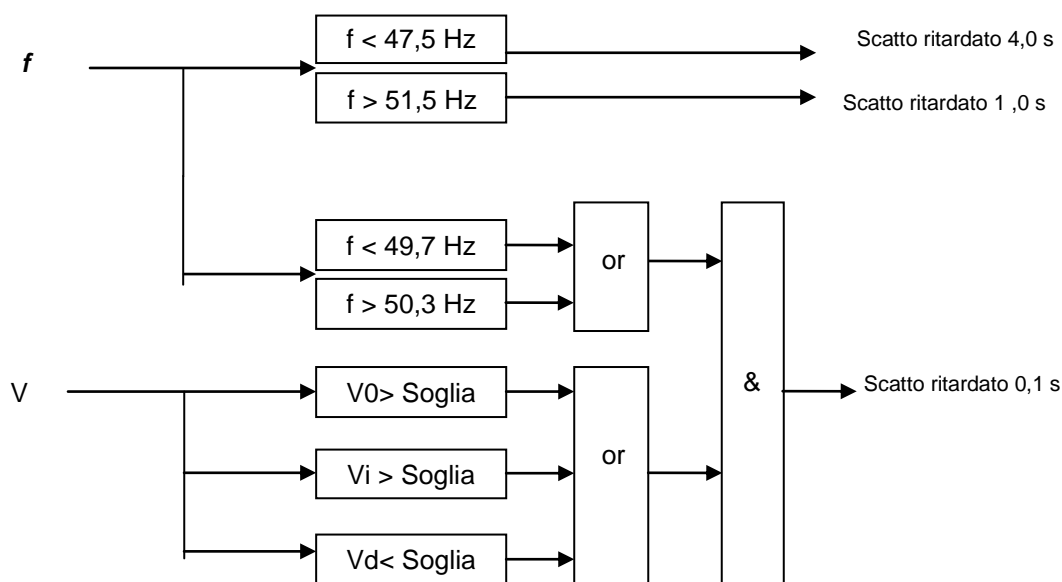 f < 47,5 Hz
Scatto ritardato 4,0 s
f
f > 51,5 Hz
Scatto ritardato 1 ,0 s
f < 49,7 Hz
or
f > 50,3 Hz
V
V0> Soglia
&
Scatto ritardato 0,1 s
Vi > Soglia
or
Vd< Soglia